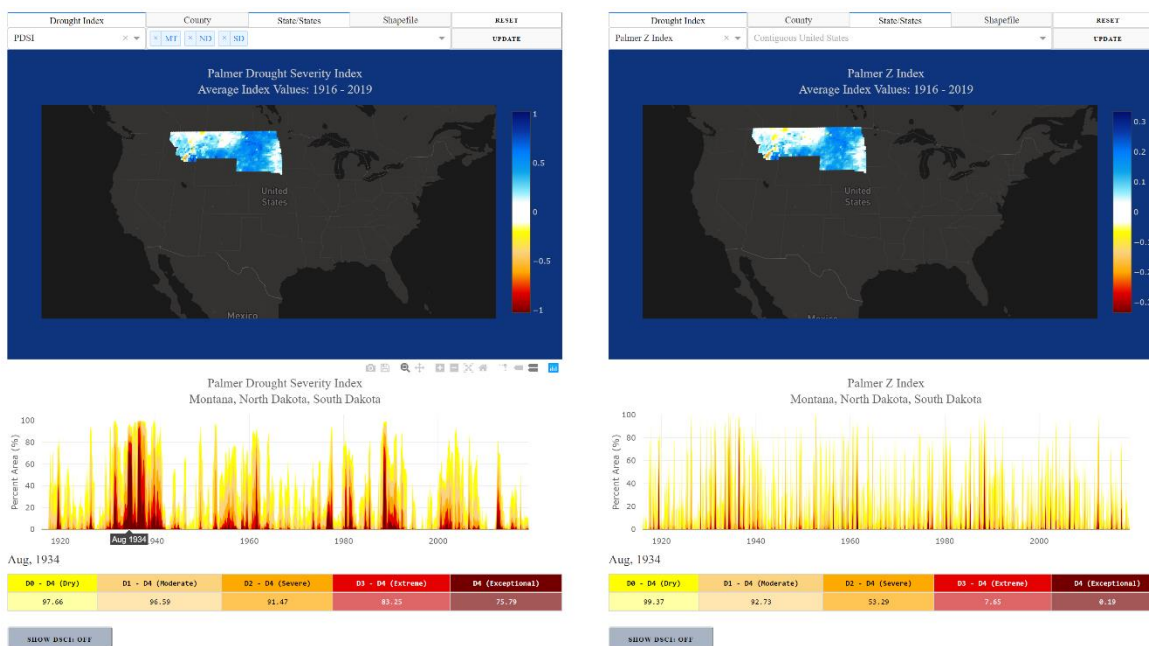 Drought Index County State/States Shapefile RESET
PDSI × × MT × ND × SD UPDATE
Palmer Drought Severity Index
Average Index Values: 1916 - 2019
1
0.5
0
−0.5
−1
United
States
Mexico
Palmer Drought Severity Index
Montana, North Dakota, South Dakota
Percent Area (%)
100
80
60
40
20
0
1920 Aug 1934 1940 1960 1980 2000
Aug, 1934
D0 - D4 (Dry) D1 - D4 (Moderate) D2 - D4 (Severe) D3 - D4 (Extreme) D4 (Exceptional)
97.66 96.59 91.47 83.25 75.79
SHOW DSCI: OFF
Drought Index County State/States Shapefile RESET
Palmer Z Index × Contiguous United States UPDATE
Palmer Z Index
Average Index Values: 1916 - 2019
0.3
0.2
0.1
0
United
States
Palmer Z Index
Montana, North Dakota, South Dakota
Percent Area (%)
100
80
60
40
20
0
1920 1940 1960 1980 2000
Aug, 1934
D0 - D4 (Dry) D1 - D4 (Moderate) D2 - D4 (Severe) D3 - D4 (Extreme) D4 (Exceptional)
99.37 92.73 53.29 7.65 0.19
SHOW DSCI: OFF